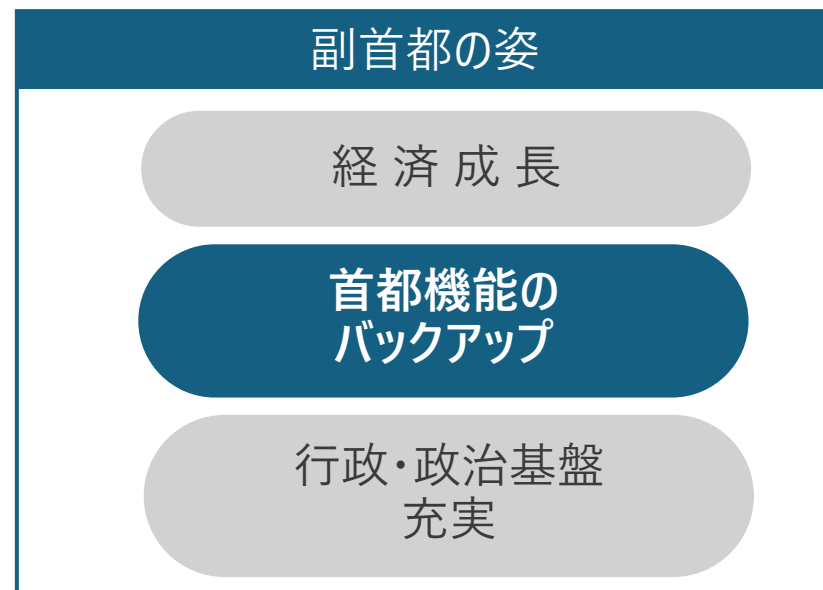 副首都の姿
経済成長
首都機能の
バックアップ
行政・政治基盤
充実